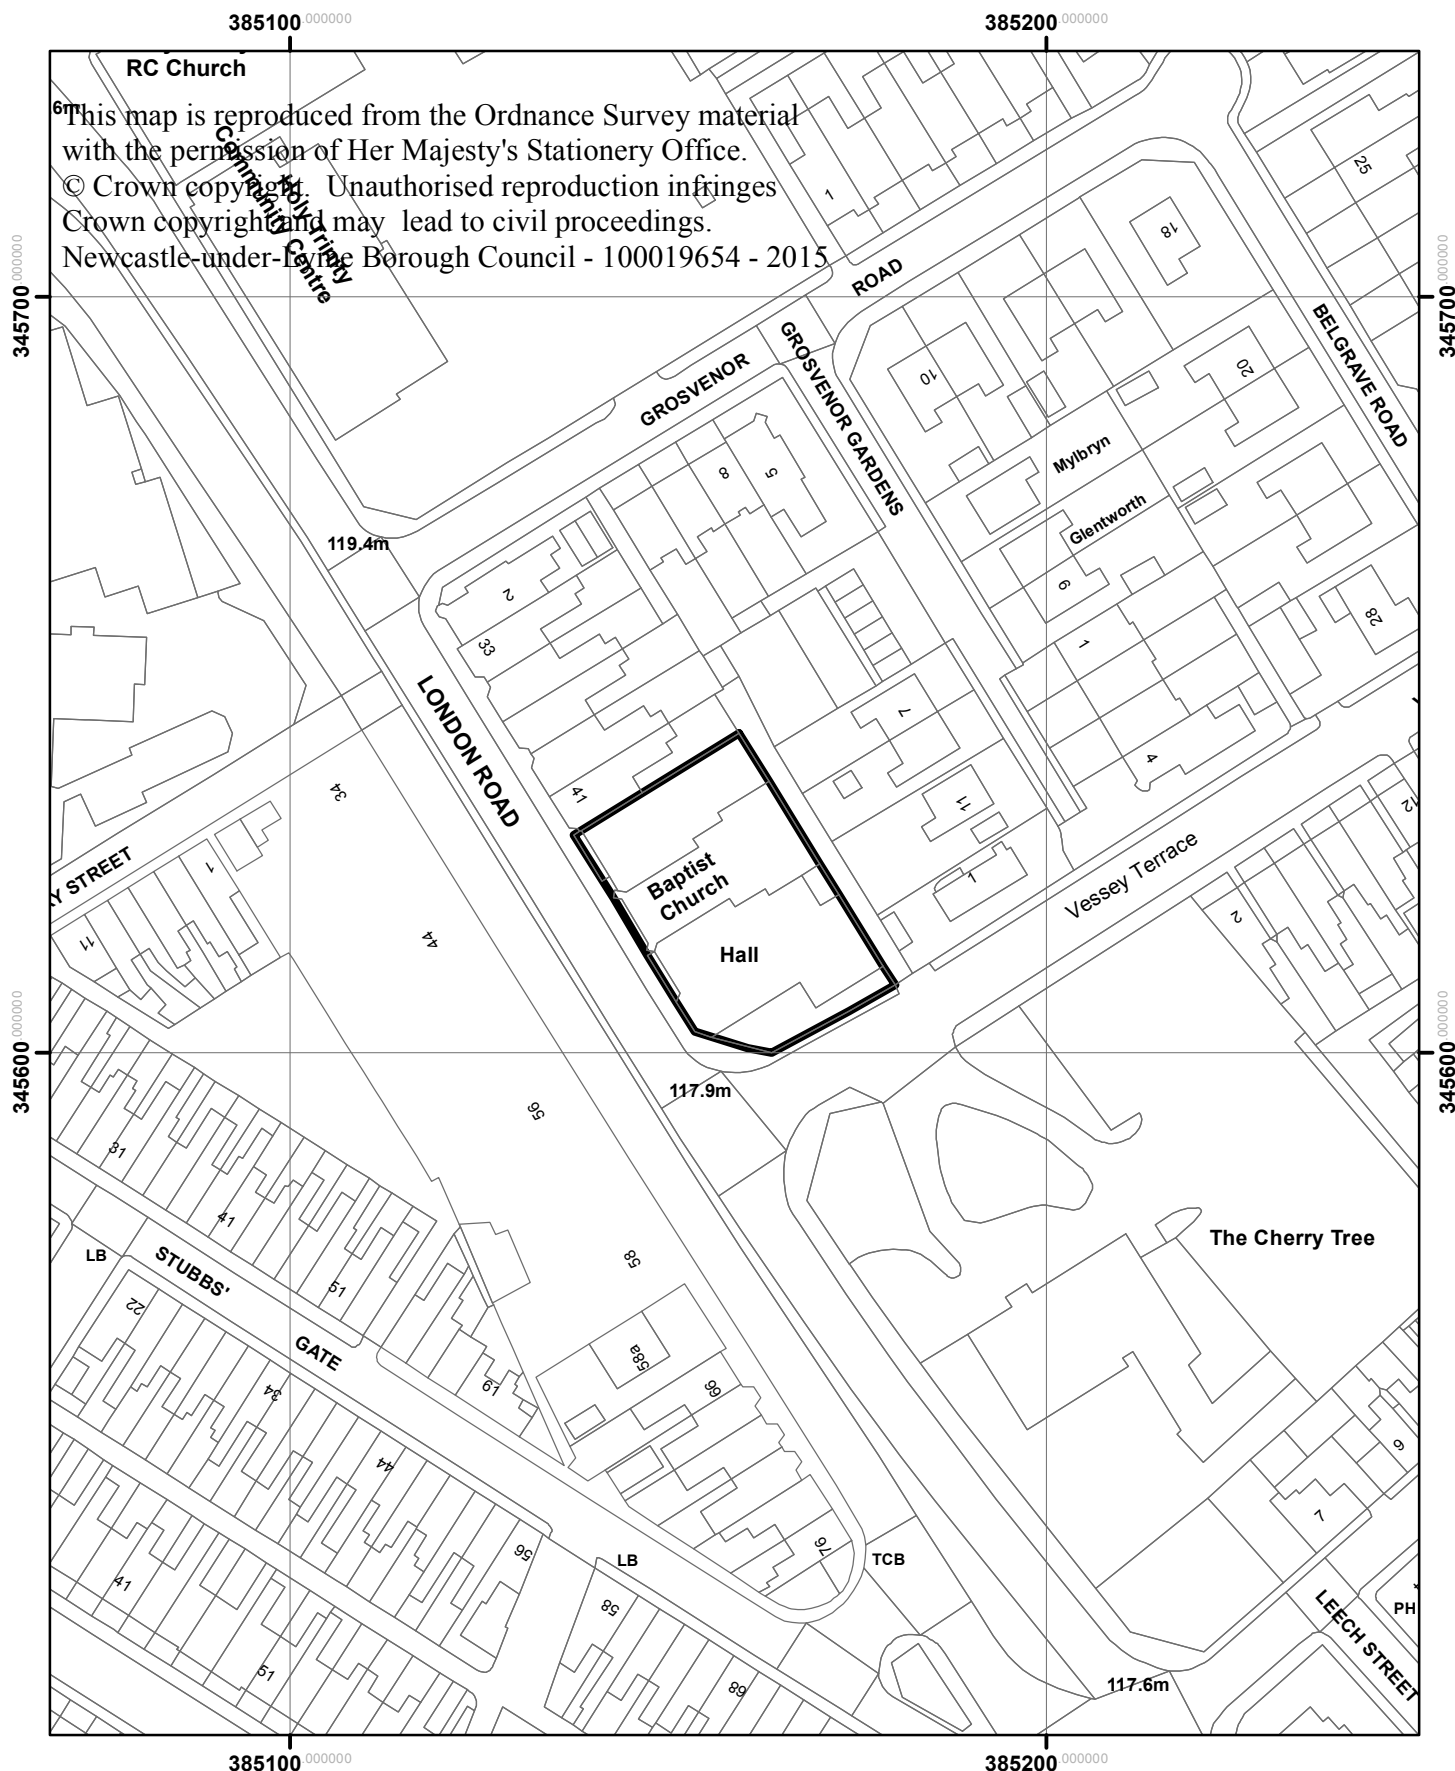 385100.000000
385200.000000
RC Church
6m
This map is reproduced from the Ordnance Survey material
with the permission of Her Majesty's Stationery Office.
© Crown copyright.  Unauthorised reproduction infringes
Crown copyright and may  lead to civil proceedings.
Newcastle-under-Lyme Borough Council - 100019654 - 2015
Holy Trinity
Community Centre
1
25
18
345700.000000
345700.000000
GROSVENOR
ROAD
GROSVENOR GARDENS
BELGRAVE ROAD
10
20
Mylbryn
Glentworth
8
5
119.4m
2
33
9
1
28
LONDON ROAD
7
4
34
41
11
12
Y STREET
1
11
44
Baptist
Church
Hall
1
Vessey Terrace
2
345600.000000
345600.000000
117.9m
56
31
41
51
LB
STUBBS'
GATE
58
The Cherry Tree
22
58a
66
34
61
44
56
6
7
76
TCB
LB
41
58
LEECH STREET
PH
51
68
117.6m
385100.000000
385200.000000